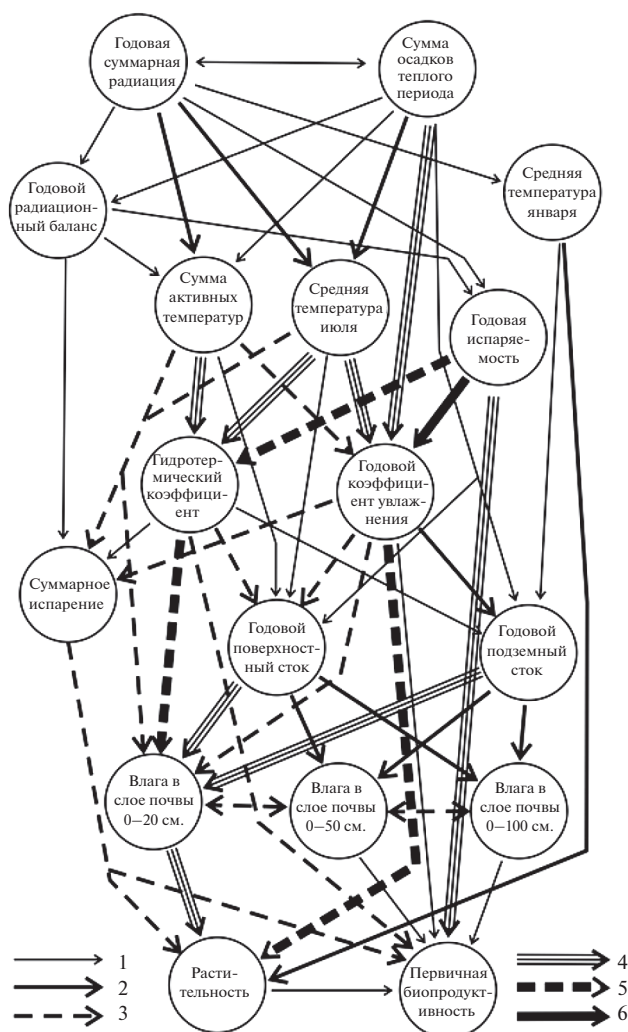 Годовая
суммарная
радиация
Сумма
осадков
теплого
периода
Годовой
радиацион-
ный баланс
Средняя
температура
января
Сумма
активных
температур
Средняя
температура
июля
Годовая
испаряе-
мость
Гидротер-
мический
коэффици-
ент
Годовой
коэффици-
ент увлаж-
нения
Суммарное
испарение
Годовой
поверхност-
ный сток
Годовой
подземный
сток
Влага в
слое почвы
0–20 см.
Влага в
слое почвы
0–50 см.
Влага в
слое почвы
0–100 см.
Расти-
тельность
Первичная
биопродукт-
ивность
1
2
3
4
5
6